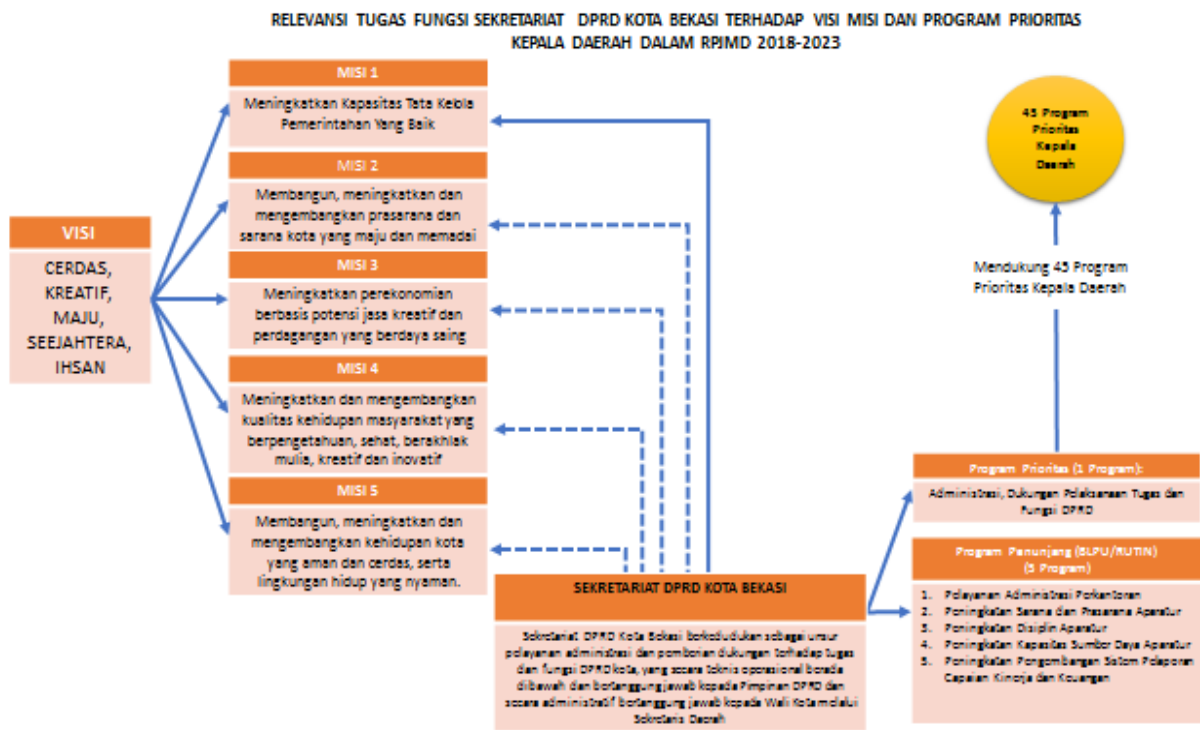 RELEVANSI TUGAS FUNGSI SEKRETARIAT DPRD KOTA BEKASI TERHADAP VISI MISI DAN PROGRAM PRIORITAS
KEPALA DAERAH DALAM RPJMD 2018-2023
VISI
CERDAS,
KREATIF,
MAJU,
SEEJAHTERA,
IHSAN
MISI 1
Meningkatkan Kapasitas Tata Kelola
Pemerintahan Yang Baik
MISI 2
Membangun, meningkatkan dan
mengembangkan prasarana dan
sarana kota yang maju dan memadai
MISI 3
Meningkatkan perekonomian
berbasis potensi jasa kreatif dan
perdagangan yang berdaya saing
MISI 4
Meningkatkan dan mengembangkan
kualitas kehidupan masyarakat yang
berpengetahuan, sehat, berakhlak
mulia, kreatif dan inovatif
MISI 5
Membangun, meningkatkan dan
mengembangkan kehidupan kota
yang aman dan cerdas, serta
lingkungan hidup yang nyaman.
SEKRETARIAT DPRD KOTA BEKASI
Sekretariat DPRD Kota Bekasi berkedudukan sebagai unsur
pelayanan administrasi dan pemberian dukungan terhadap tugas
dan fungsi DPRD kota, yang secara teknis operasional berada
dibawah dan bertanggung jawab kepada Pimpinan DPRD dan
secara administratif bertanggung jawab kepada Wali Kota melalui
Sekretaris Daerah
45 Program
Prioritas
Kepala
Daerah
Mendukung 45 Program
Prioritas Kepala Daerah
Program Prioritas (1 Program):
Administrasi, Dukungan Pelaksanaan Tugas dan
Fungsi DPRD
Program Penunjang (BLPU/RUTIN)
(5 Program)
1. Pelayanan Administrasi Perkantoran
2. Peningkatan Sarana dan Prasarana Aparatur
3. Peningkatan Disiplin Aparatur
4. Peningkatan Kapasitas Sumber Daya Aparatur
5. Peningkatan Pengembangan Sistem Pelaporan
Capaian Kinerja dan Keuangan